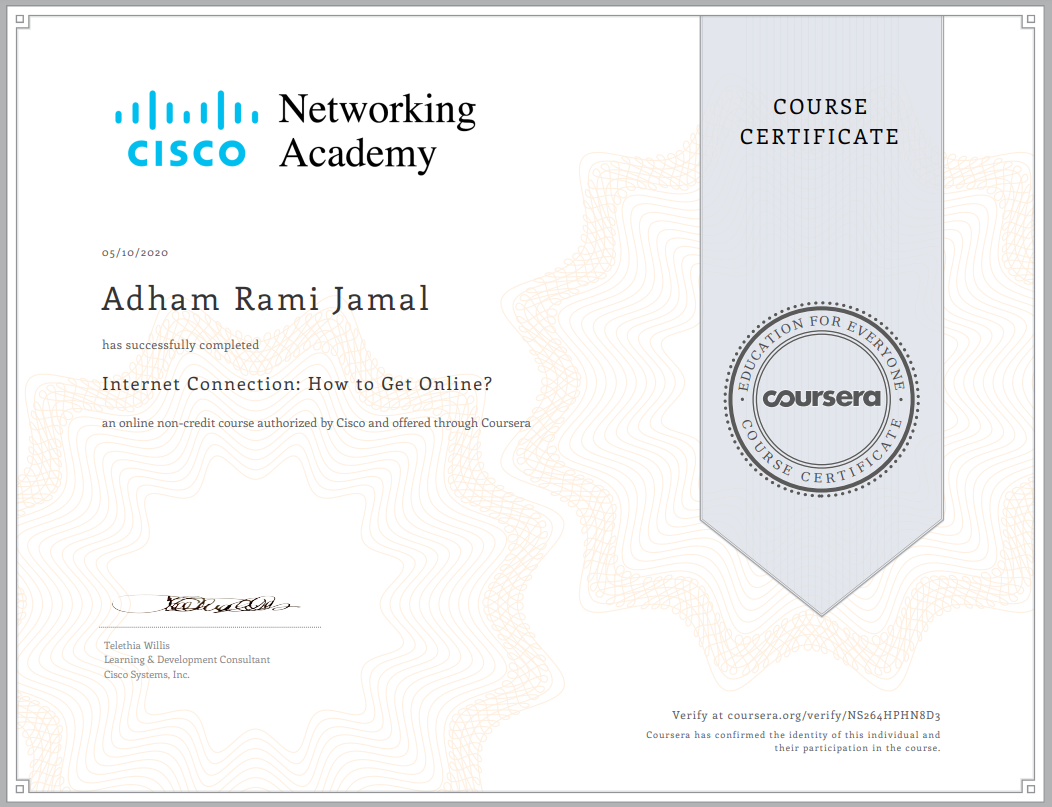 CISCO
Networking
Academy
COURSE
CERTIFICATE
05/10/2020
Adham Rami Jamal
has successfully completed
Internet Connection: How to Get Online?
an online non-credit course authorized by Cisco and offered through Coursera
EDUCATION FOR EVERYONE
coursera
COURSE CERTIFICATE
Telethia Willis
Learning & Development Consultant
Cisco Systems, Inc.
Verify at coursera.org/verify/NS264HPHN8D3
Coursera has confirmed the identity of this individual and
their participation in the course.